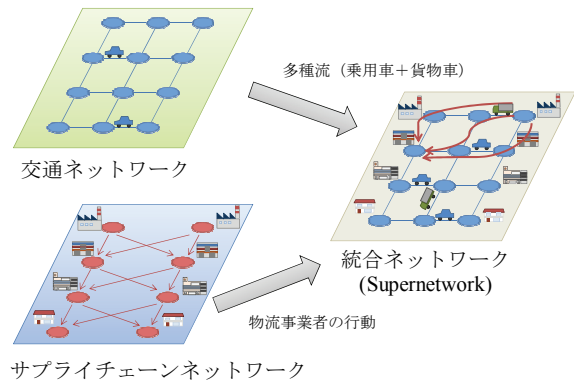 交通ネットワーク
多種流（乗用車＋貨物車）
統合ネットワーク
(Supernetwork)
物流事業者の行動
サプライチェーンネットワーク